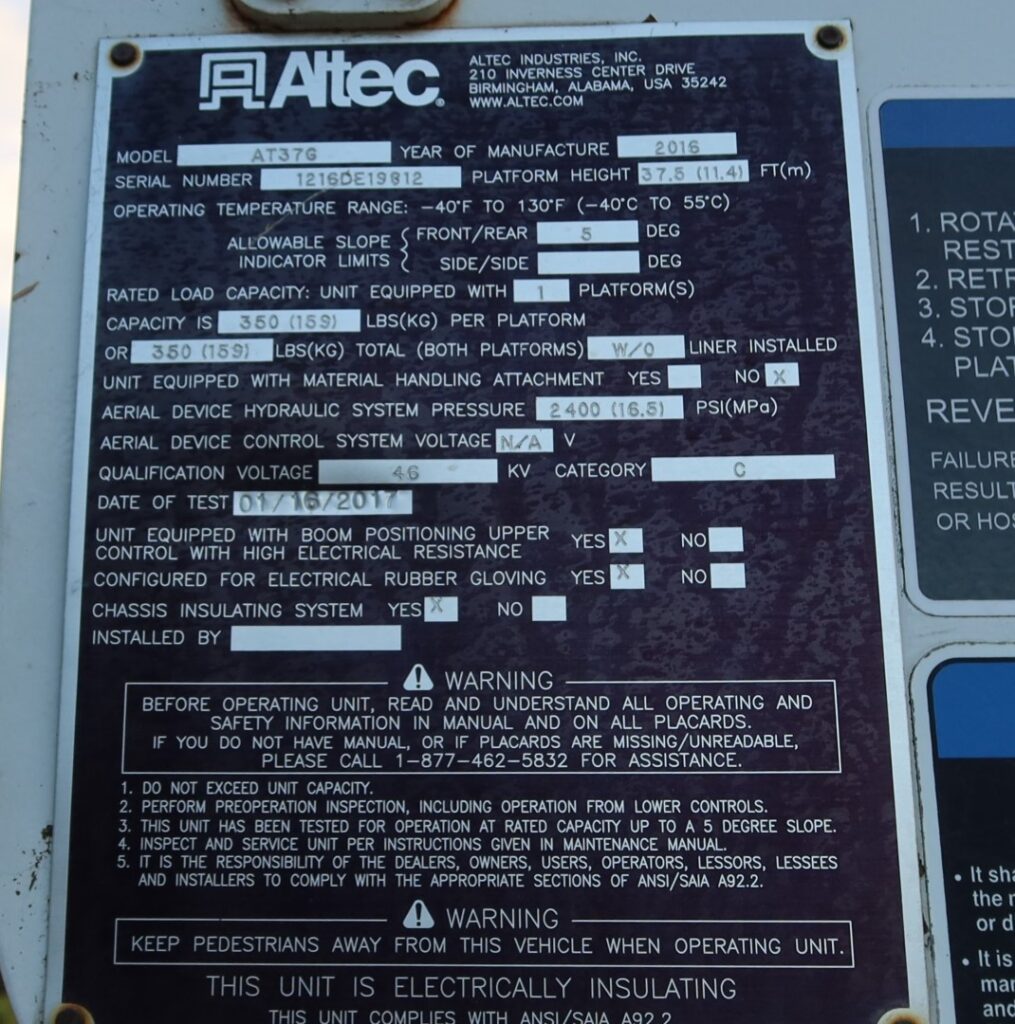 Altec
ALTEC INDUSTRIES, INC.
210 INVERNESS CENTER DRIVE
BIRMINGHAM, ALABAMA, USA 35242
WWW.ALTEC.COM
MODEL AT37G YEAR OF MANUFACTURE 2016
SERIAL NUMBER 1216DE19812 PLATFORM HEIGHT 37.5 (11.4) FT(m)
OPERATING TEMPERATURE RANGE: -40°F TO 130°F (-40°C TO 55°C)
ALLOWABLE SLOPE INDICATOR LIMITS
FRONT/REAR 5 DEG
SIDE/SIDE DEG
RATED LOAD CAPACITY: UNIT EQUIPPED WITH 1 PLATFORM(S)
CAPACITY IS 350 (159) LBS(KG) PER PLATFORM
OR 350 (159) LBS(KG) TOTAL (BOTH PLATFORMS) W/O LINER INSTALLED
UNIT EQUIPPED WITH MATERIAL HANDLING ATTACHMENT YES NO X
AERIAL DEVICE HYDRAULIC SYSTEM PRESSURE 2400 (16.5) PSI(MPa)
AERIAL DEVICE CONTROL SYSTEM VOLTAGE N/A V
QUALIFICATION VOLTAGE 46 KV CATEGORY C
DATE OF TEST 01/16/2017
UNIT EQUIPPED WITH BOOM POSITIONING UPPER
CONTROL WITH HIGH ELECTRICAL RESISTANCE YES X NO
CONFIGURED FOR ELECTRICAL RUBBER GLOVING YES X NO
CHASSIS INSULATING SYSTEM YES X NO
INSTALLED BY
WARNING
BEFORE OPERATING UNIT, READ AND UNDERSTAND ALL OPERATING AND
SAFETY INFORMATION IN MANUAL AND ON ALL PLACARDS.
IF YOU DO NOT HAVE MANUAL, OR IF PLACARDS ARE MISSING/UNREADABLE,
PLEASE CALL 1-877-462-5832 FOR ASSISTANCE.
1. DO NOT EXCEED UNIT CAPACITY.
2. PERFORM PREOPERATION INSPECTION, INCLUDING OPERATION FROM LOWER CONTROLS.
3. THIS UNIT HAS BEEN TESTED FOR OPERATION AT RATED CAPACITY UP TO A 5 DEGREE SLOPE.
4. INSPECT AND SERVICE UNIT PER INSTRUCTIONS GIVEN IN MAINTENANCE MANUAL.
5. IT IS THE RESPONSIBILITY OF THE DEALERS, OWNERS, USERS, OPERATORS, LESSORS, LESSEES
AND INSTALLERS TO COMPLY WITH THE APPROPRIATE SECTIONS OF ANSI/SAIA A92.2.
WARNING
KEEP PEDESTRIANS AWAY FROM THIS VEHICLE WHEN OPERATING UNIT.
THIS UNIT IS ELECTRICALLY INSULATING
THIS UNIT COMPLIES WITH ANSI/SAIA A92.2
1. ROTA
REST
2. RETR
3. STO
4. STO
PLAT
REVE
FAILURE
RESULT
OR HOS
• It sha
the m
or d
• It is
man
and